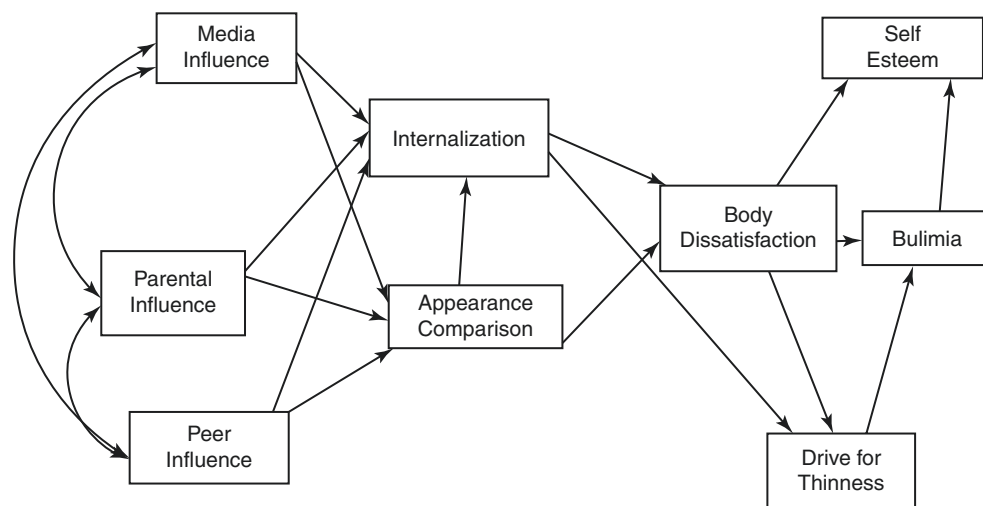 Media
Influence
Self
Esteem
Internalization
Body
Dissatisfaction
Bulimia
Parental
Influence
Appearance
Comparison
Peer
Influence
Drive for
Thinness